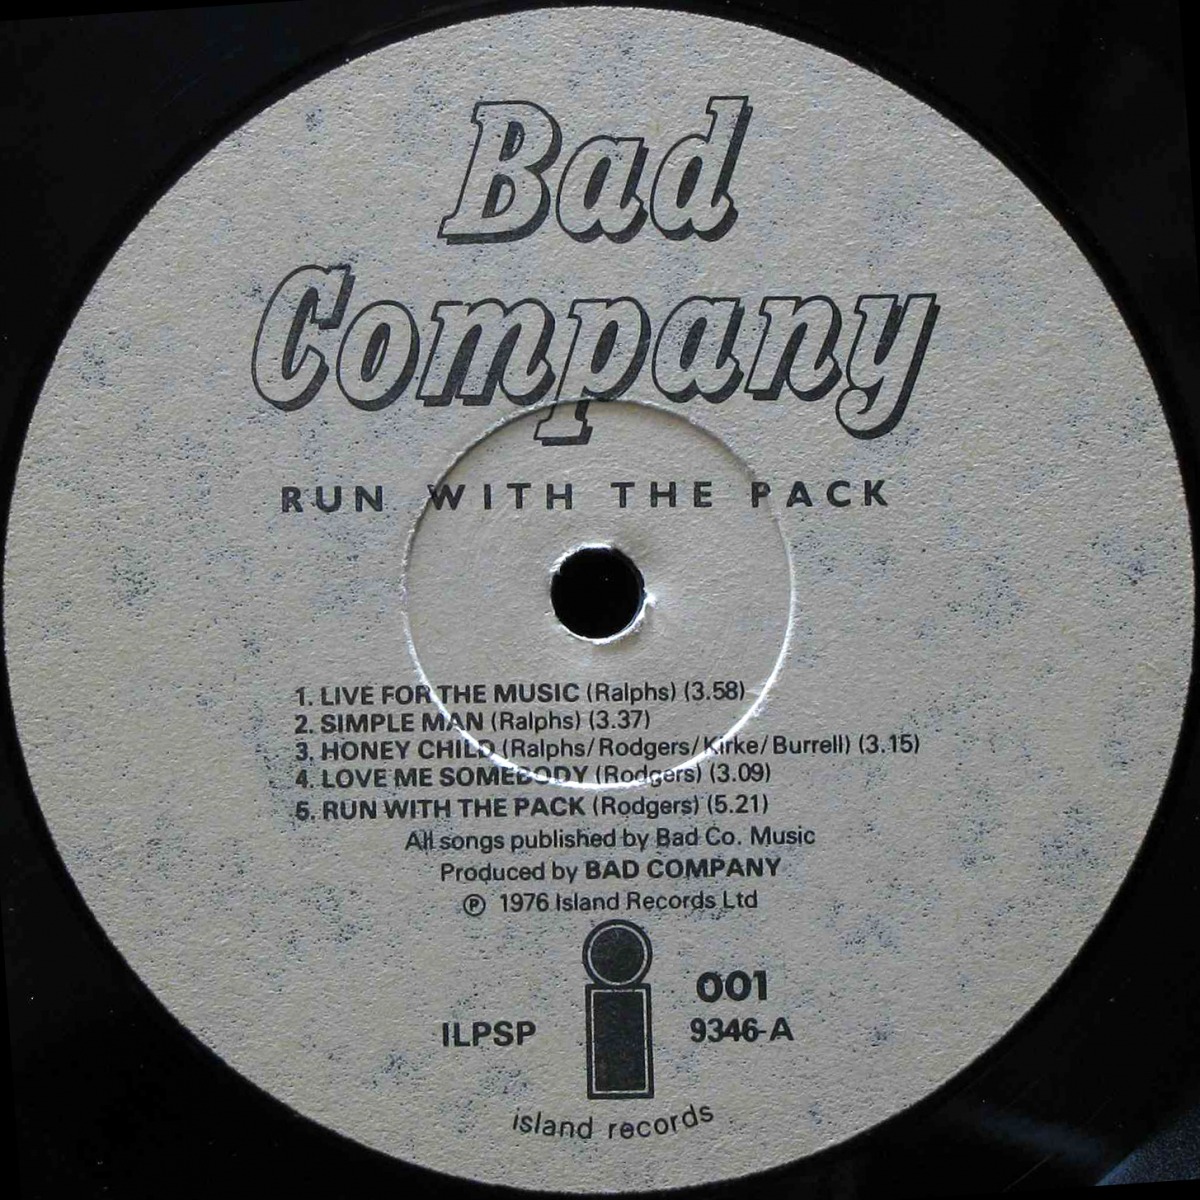 Bad
Company
RUN WITH THE PACK
1. LIVE FOR THE MUSIC (Ralphs) (3.58)
2. SIMPLE MAN (Ralphs) (3.37)
3. HONEY CHILD (Ralphs/Rodgers/Kirke/Burrell) (3.15)
4. LOVE ME SOMEBODY (Rodgers) (3.09)
5. RUN WITH THE PACK (Rodgers) (5.21)
All songs published by Bad Co. Music
Produced by BAD COMPANY
℗ 1976 Island Records Ltd
001
ILPSP 9346-A
island records